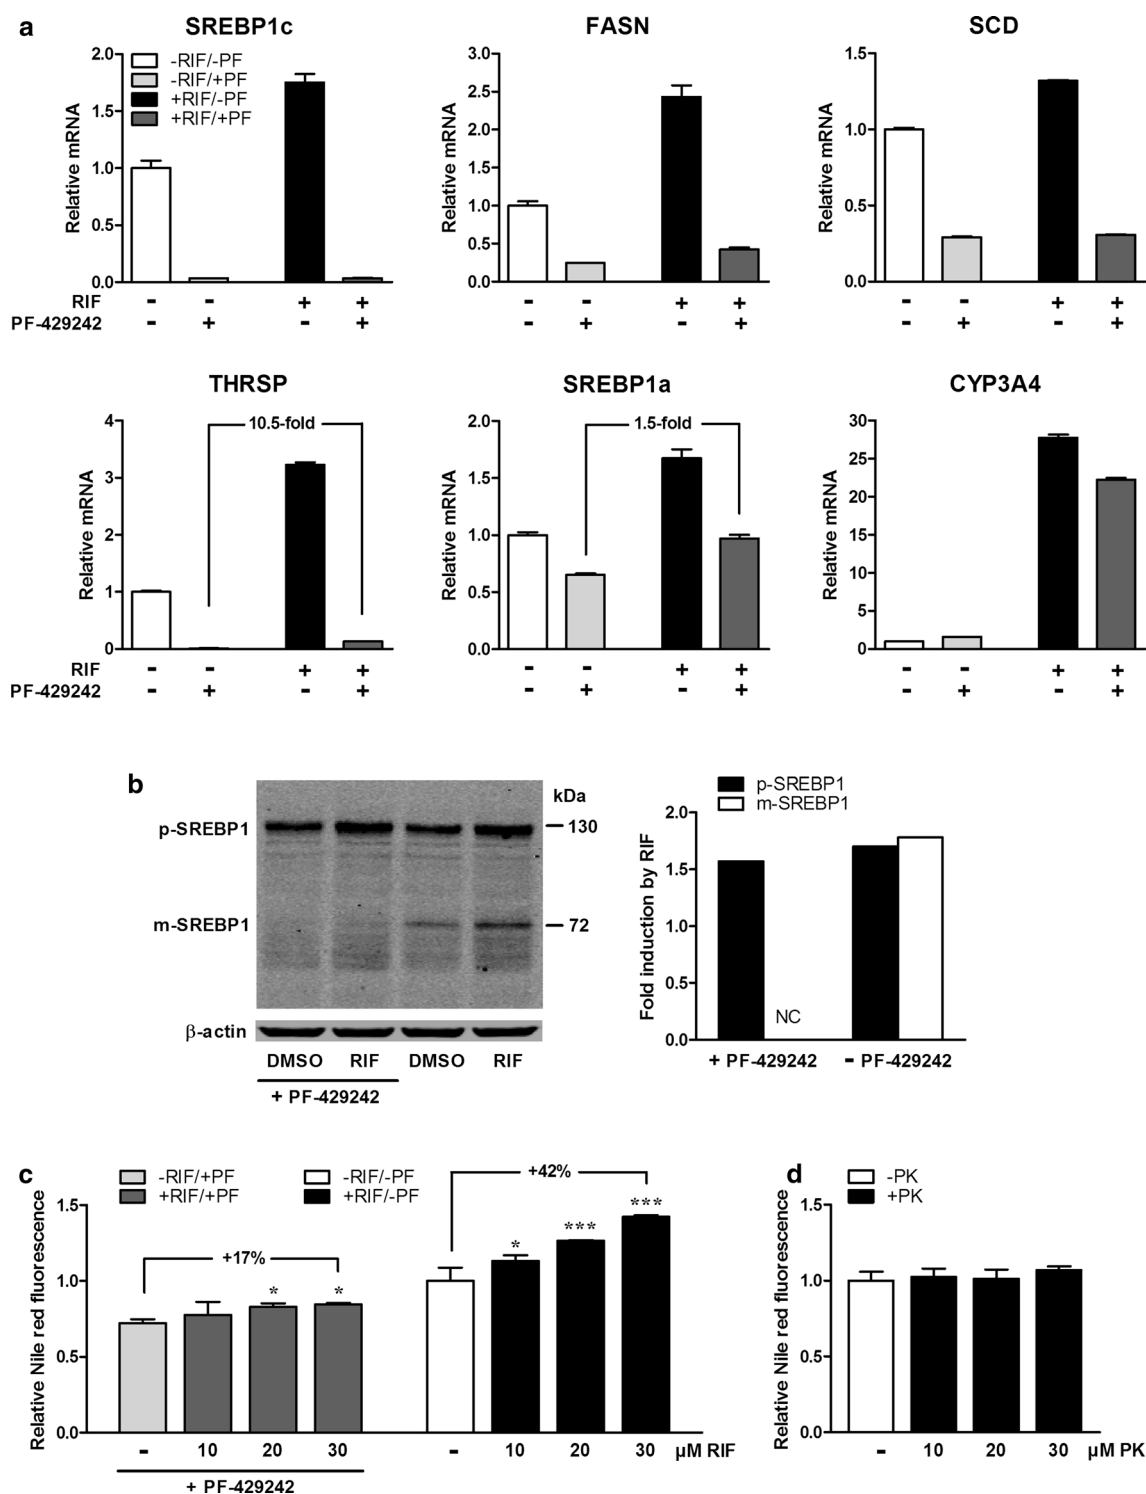 a
SREBP1c
FASN
SCD
-RIF/-PF
-RIF/+PF
+RIF/-PF
+RIF/+PF
Relative mRNA
2.0
1.5
1.0
0.5
0.0
Relative mRNA
3.0
2.5
2.0
1.5
1.0
0.5
0.0
Relative mRNA
1.5
1.0
0.5
0.0
RIF - - + + - - + + - - + +
PF-429242 - + - + - + - + - + - +
THRSP
SREBP1a
CYP3A4
Relative mRNA
4
3
2
1
0
10.5-fold
Relative mRNA
2.0
1.5
1.0
0.5
0.0
1.5-fold
Relative mRNA
30
25
20
15
10
5
0
RIF - - + + - - + + - - + +
PF-429242 - + - + - + - + - + - +
b
kDa
p-SREBP1
130
m-SREBP1
72
β-actin
DMSO RIF DMSO RIF
+ PF-429242
p-SREBP1
m-SREBP1
Fold induction by RIF
2.0
1.5
1.0
0.5
0.0
NC
+ PF-429242 - PF-429242
c
-RIF/+PF
+RIF/+PF
-RIF/-PF
+RIF/-PF
Relative Nile red fluorescence
1.5
1.0
0.5
0.0
+17%
* *
+42%
* *** ***
- 10 20 30 - 10 20 30 µM RIF
+ PF-429242
d
-PK
+PK
Relative Nile red fluorescence
1.5
1.0
0.5
0.0
- 10 20 30 µM PK